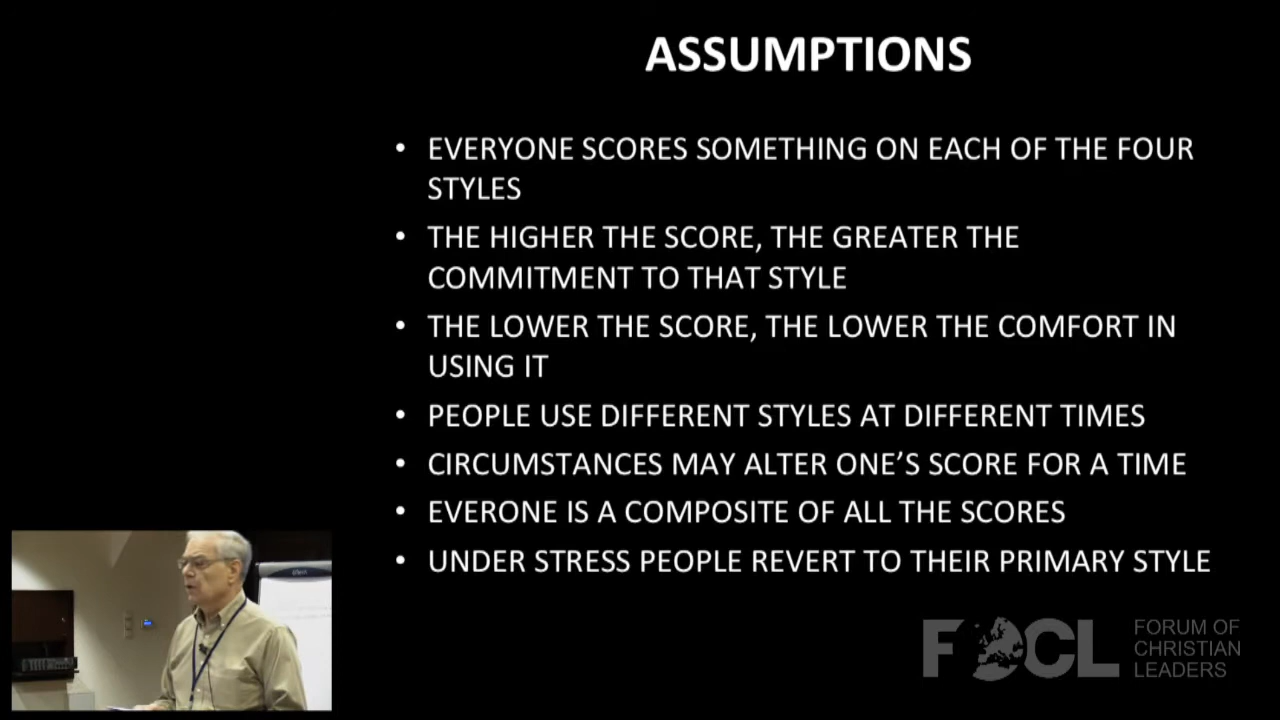 ASSUMPTIONS
• EVERYONE SCORES SOMETHING ON EACH OF THE FOUR
STYLES
• THE HIGHER THE SCORE, THE GREATER THE
COMMITMENT TO THAT STYLE
• THE LOWER THE SCORE, THE LOWER THE COMFORT IN
USING IT
• PEOPLE USE DIFFERENT STYLES AT DIFFERENT TIMES
• CIRCUMSTANCES MAY ALTER ONE’S SCORE FOR A TIME
• EVERONE IS A COMPOSITE OF ALL THE SCORES
• UNDER STRESS PEOPLE REVERT TO THEIR PRIMARY STYLE
FOCL
FORUM OF
CHRISTIAN
LEADERS